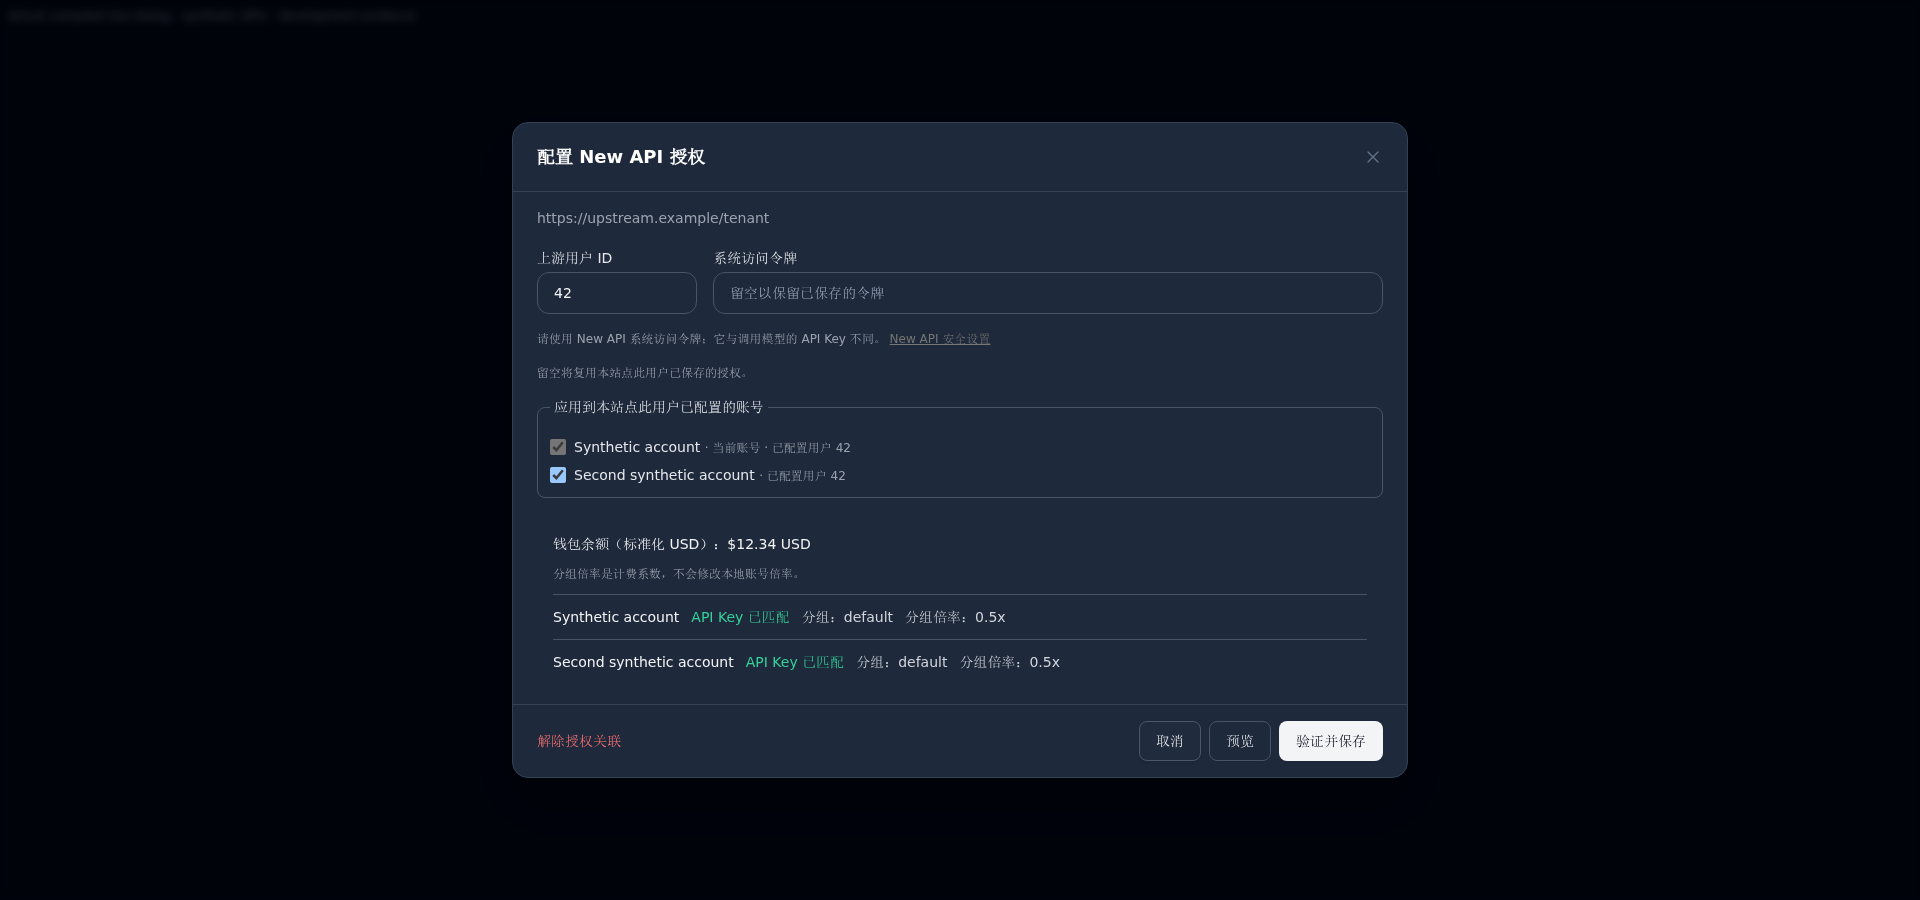 配置 New API 授权
https://upstream.example/tenant
上游用户 ID
系统访问令牌
42
留空以保留已保存的令牌
请使用 New API 系统访问令牌；它与调用模型的 API Key 不同。 New API 安全设置
留空将复用本站点此用户已保存的授权。
应用到本站点此用户已配置的账号
Synthetic account · 当前账号 · 已配置用户 42
Second synthetic account · 已配置用户 42
钱包余额（标准化 USD）: $12.34 USD
分组倍率是计费系数，不会修改本地账号倍率。
Synthetic account API Key 已匹配 分组：default 分组倍率：0.5x
Second synthetic account API Key 已匹配 分组：default 分组倍率：0.5x
解除授权关联
取消
预览
验证并保存